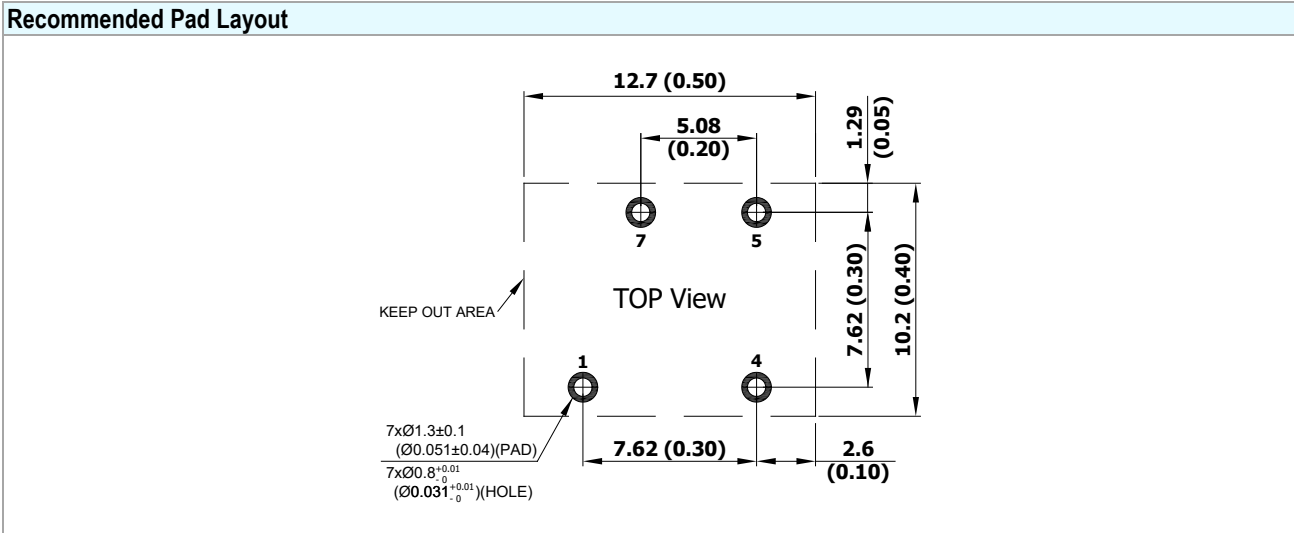 Recommended Pad Layout
12.7 (0.50)
5.08
(0.20)
1.29
(0.05)
7
5
KEEP OUT AREA
TOP View
7.62 (0.30)
10.2 (0.40)
1
4
7xØ1.3±0.1
(Ø0.051±0.04)(PAD)
7xØ0.8+0.01
- 0
(Ø0.031+0.01
- 0)(HOLE)
7.62 (0.30)
2.6
(0.10)